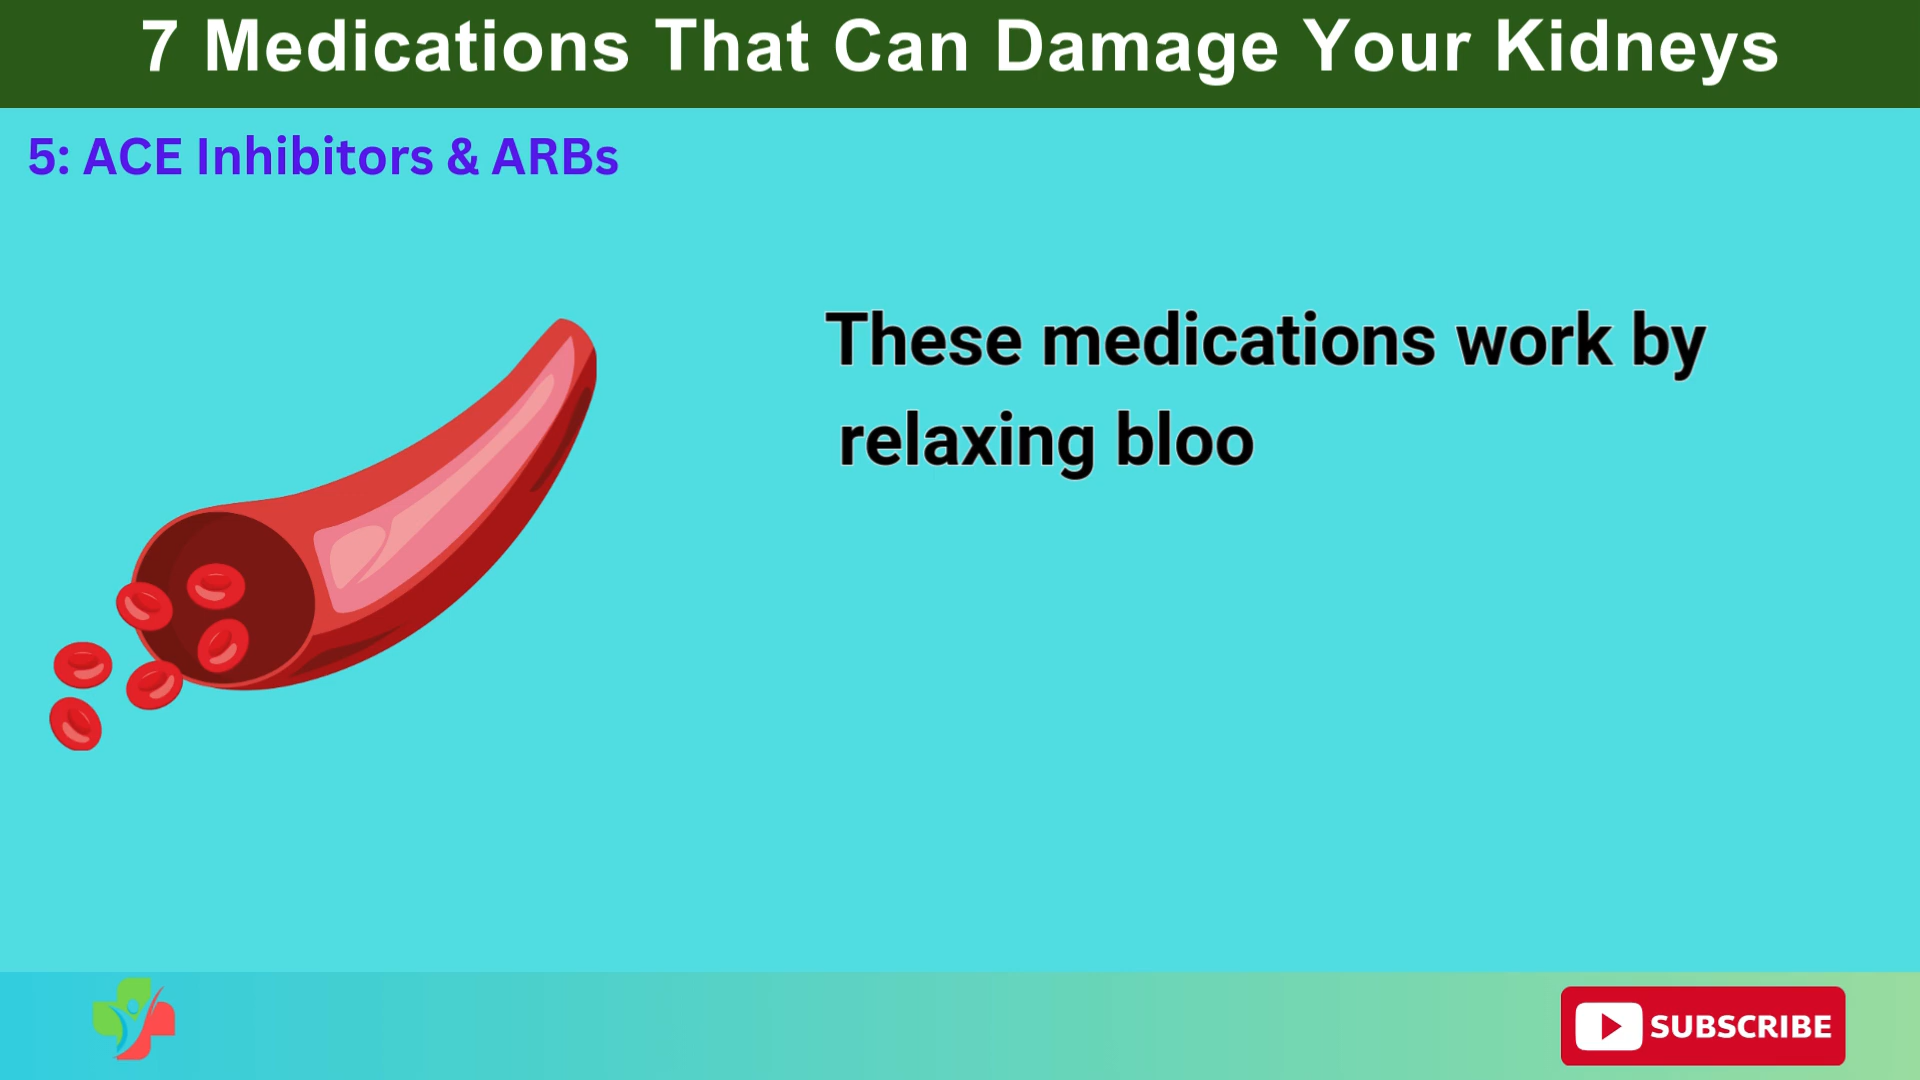 7 Medications That Can Damage Your Kidneys
5: ACE Inhibitors & ARBs
These medications work by
relaxing bloo
SUBSCRIBE